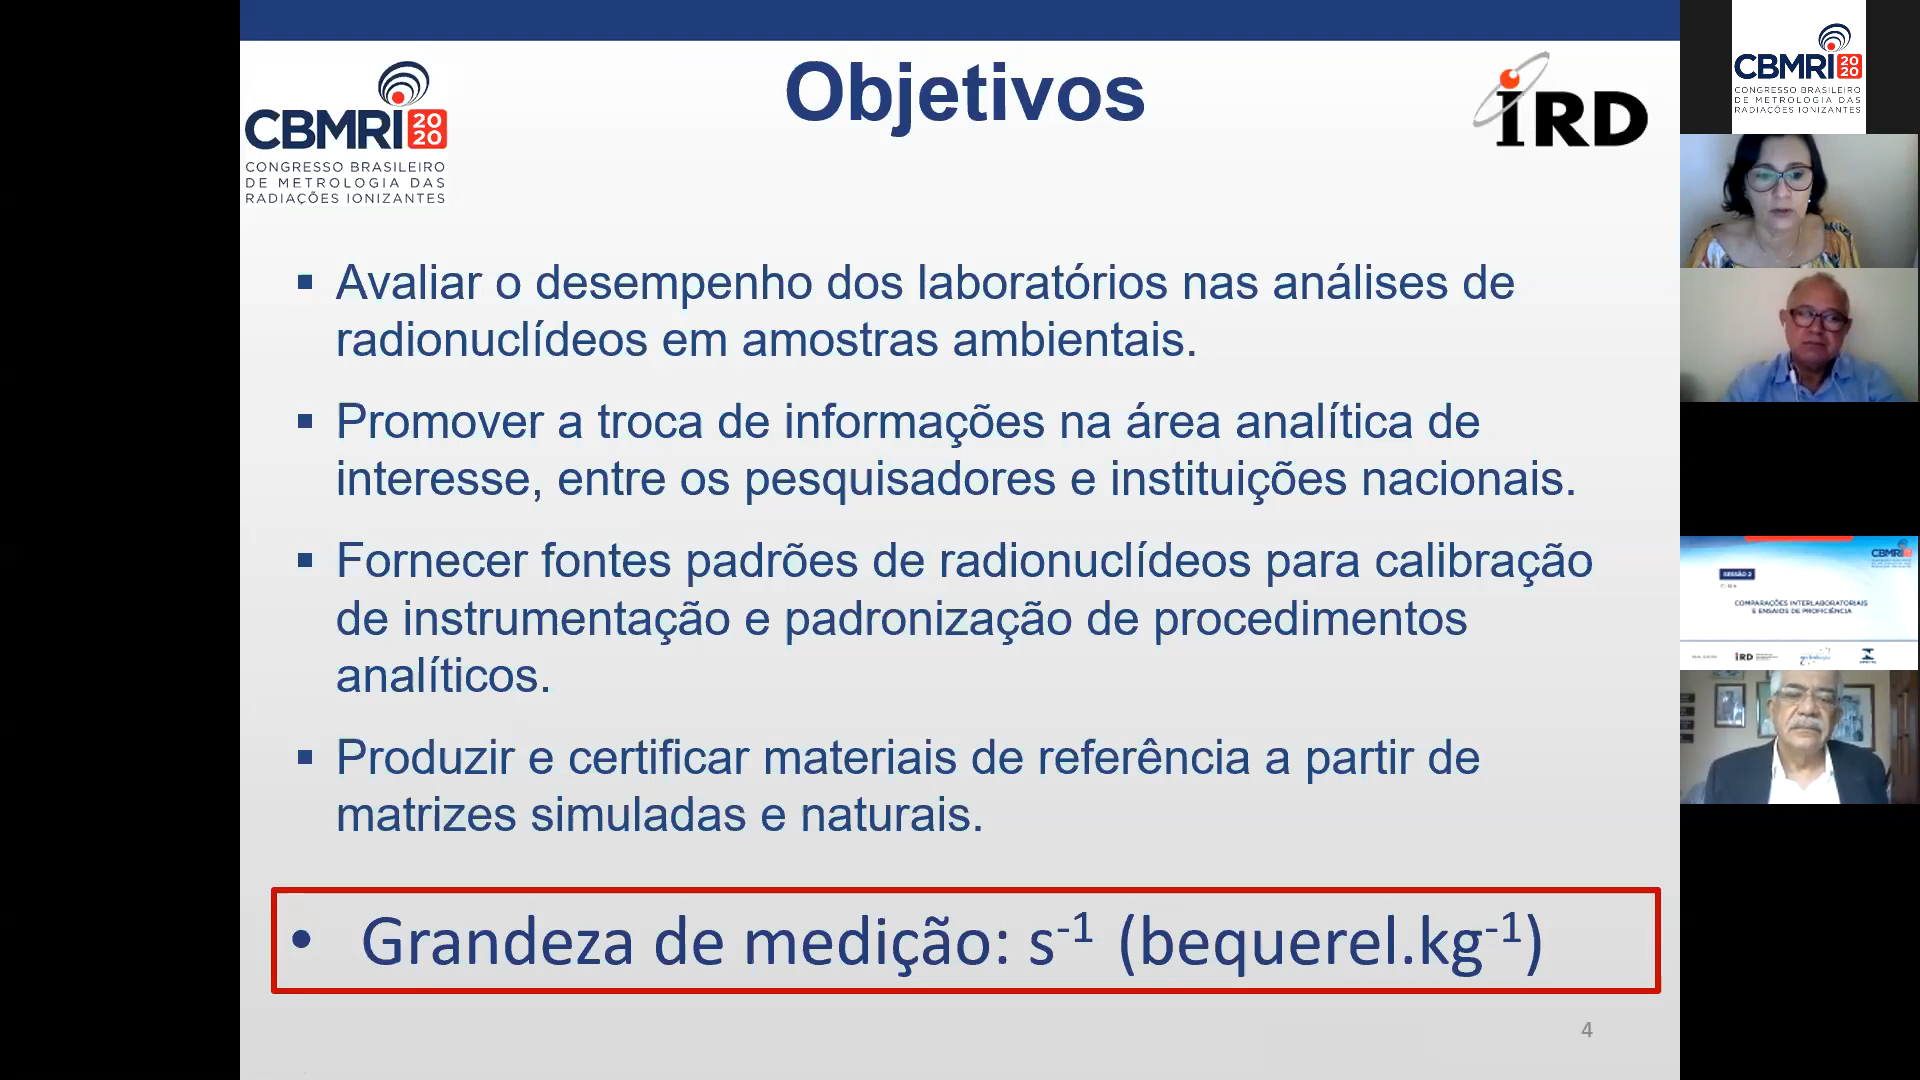 Objetivos
CBMRI 20
20
CONGRESSO BRASILEIRO
DE METROLOGIA DAS
RADIAÇÕES IONIZANTES
iRD
▪ Avaliar o desempenho dos laboratórios nas análises de
radionuclídeos em amostras ambientais.
▪ Promover a troca de informações na área analítica de
interesse, entre os pesquisadores e instituições nacionais.
▪ Fornecer fontes padrões de radionuclídeos para calibração
de instrumentação e padronização de procedimentos
analíticos.
▪ Produzir e certificar materiais de referência a partir de
matrizes simuladas e naturais.
• Grandeza de medição: s⁻¹ (bequerel.kg⁻¹)
4
CBMRI 20
20
CONGRESSO BRASILEIRO
DE METROLOGIA DAS
RADIAÇÕES IONIZANTES
CBMRI
SESSÃO 2
COMPARAÇÕES INTERLABORATORIAIS
E ENSAIOS DE PROFICIÊNCIA
iRD